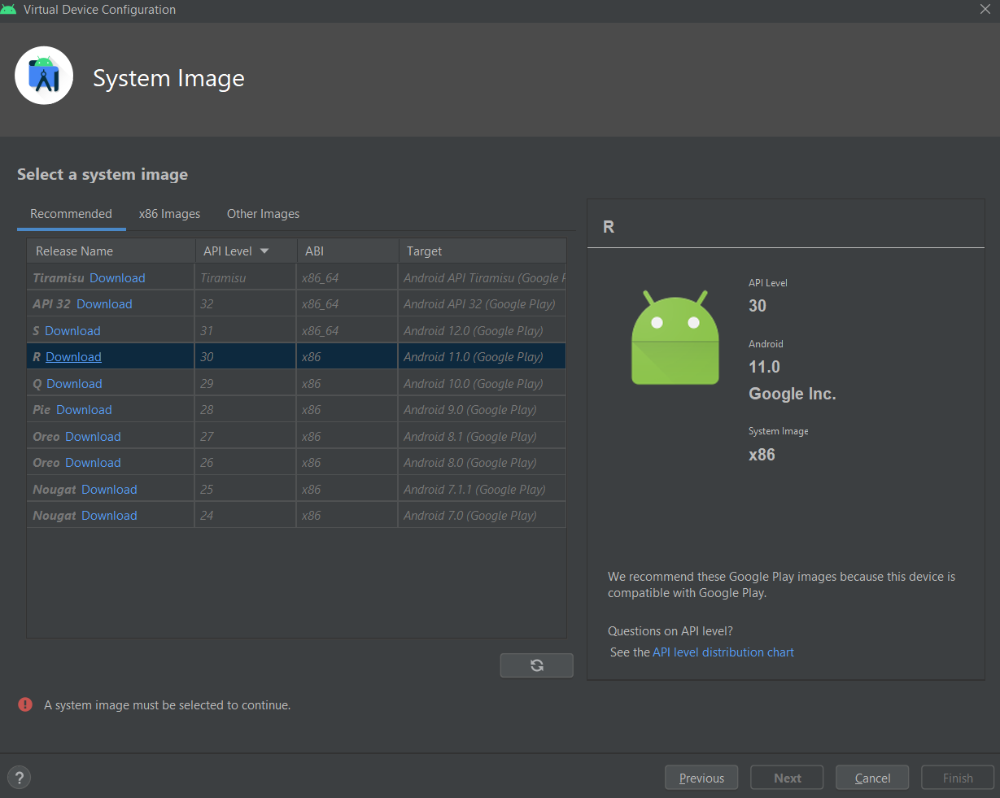 Virtual Device Configuration
System Image
Select a system image
Recommended x86 Images Other Images
Release Name API Level ABI Target
Tiramisu Download Tiramisu x86_64 Android API Tiramisu (Google P
API 32 Download 32 x86_64 Android API 32 (Google Play)
S Download 31 x86_64 Android 12.0 (Google Play)
R Download 30 x86 Android 11.0 (Google Play)
Q Download 29 x86 Android 10.0 (Google Play)
Pie Download 28 x86 Android 9.0 (Google Play)
Oreo Download 27 x86 Android 8.1 (Google Play)
Oreo Download 26 x86 Android 8.0 (Google Play)
Nougat Download 25 x86 Android 7.1.1 (Google Play)
Nougat Download 24 x86 Android 7.0 (Google Play)
R
API Level
30
Android
11.0
Google Inc.
System Image
x86
We recommend these Google Play images because this device is
compatible with Google Play.
Questions on API level?
See the API level distribution chart
A system image must be selected to continue.
? Previous Next Cancel Finish